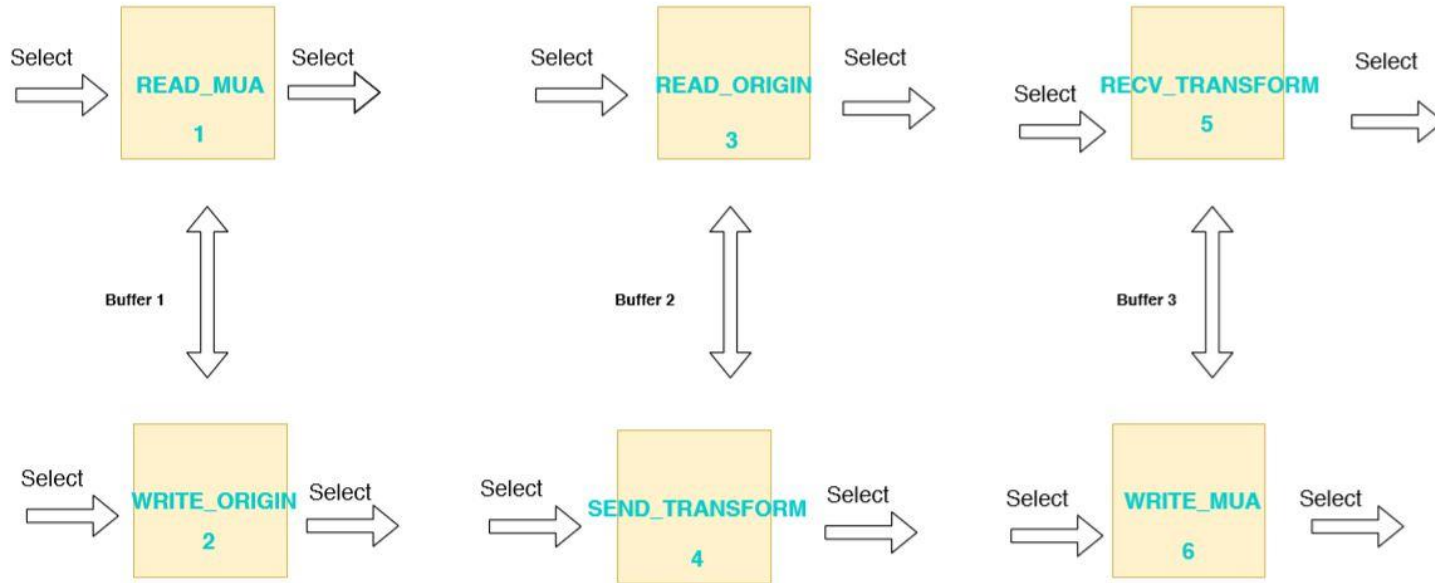 Select
READ_MUA
1
Select
Select
READ_ORIGIN
3
Select
Select
RECV_TRANSFORM
5
Select
Buffer 1
Buffer 2
Buffer 3
Select
WRITE_ORIGIN
2
Select
Select
SEND_TRANSFORM
4
Select
Select
WRITE_MUA
6
Select